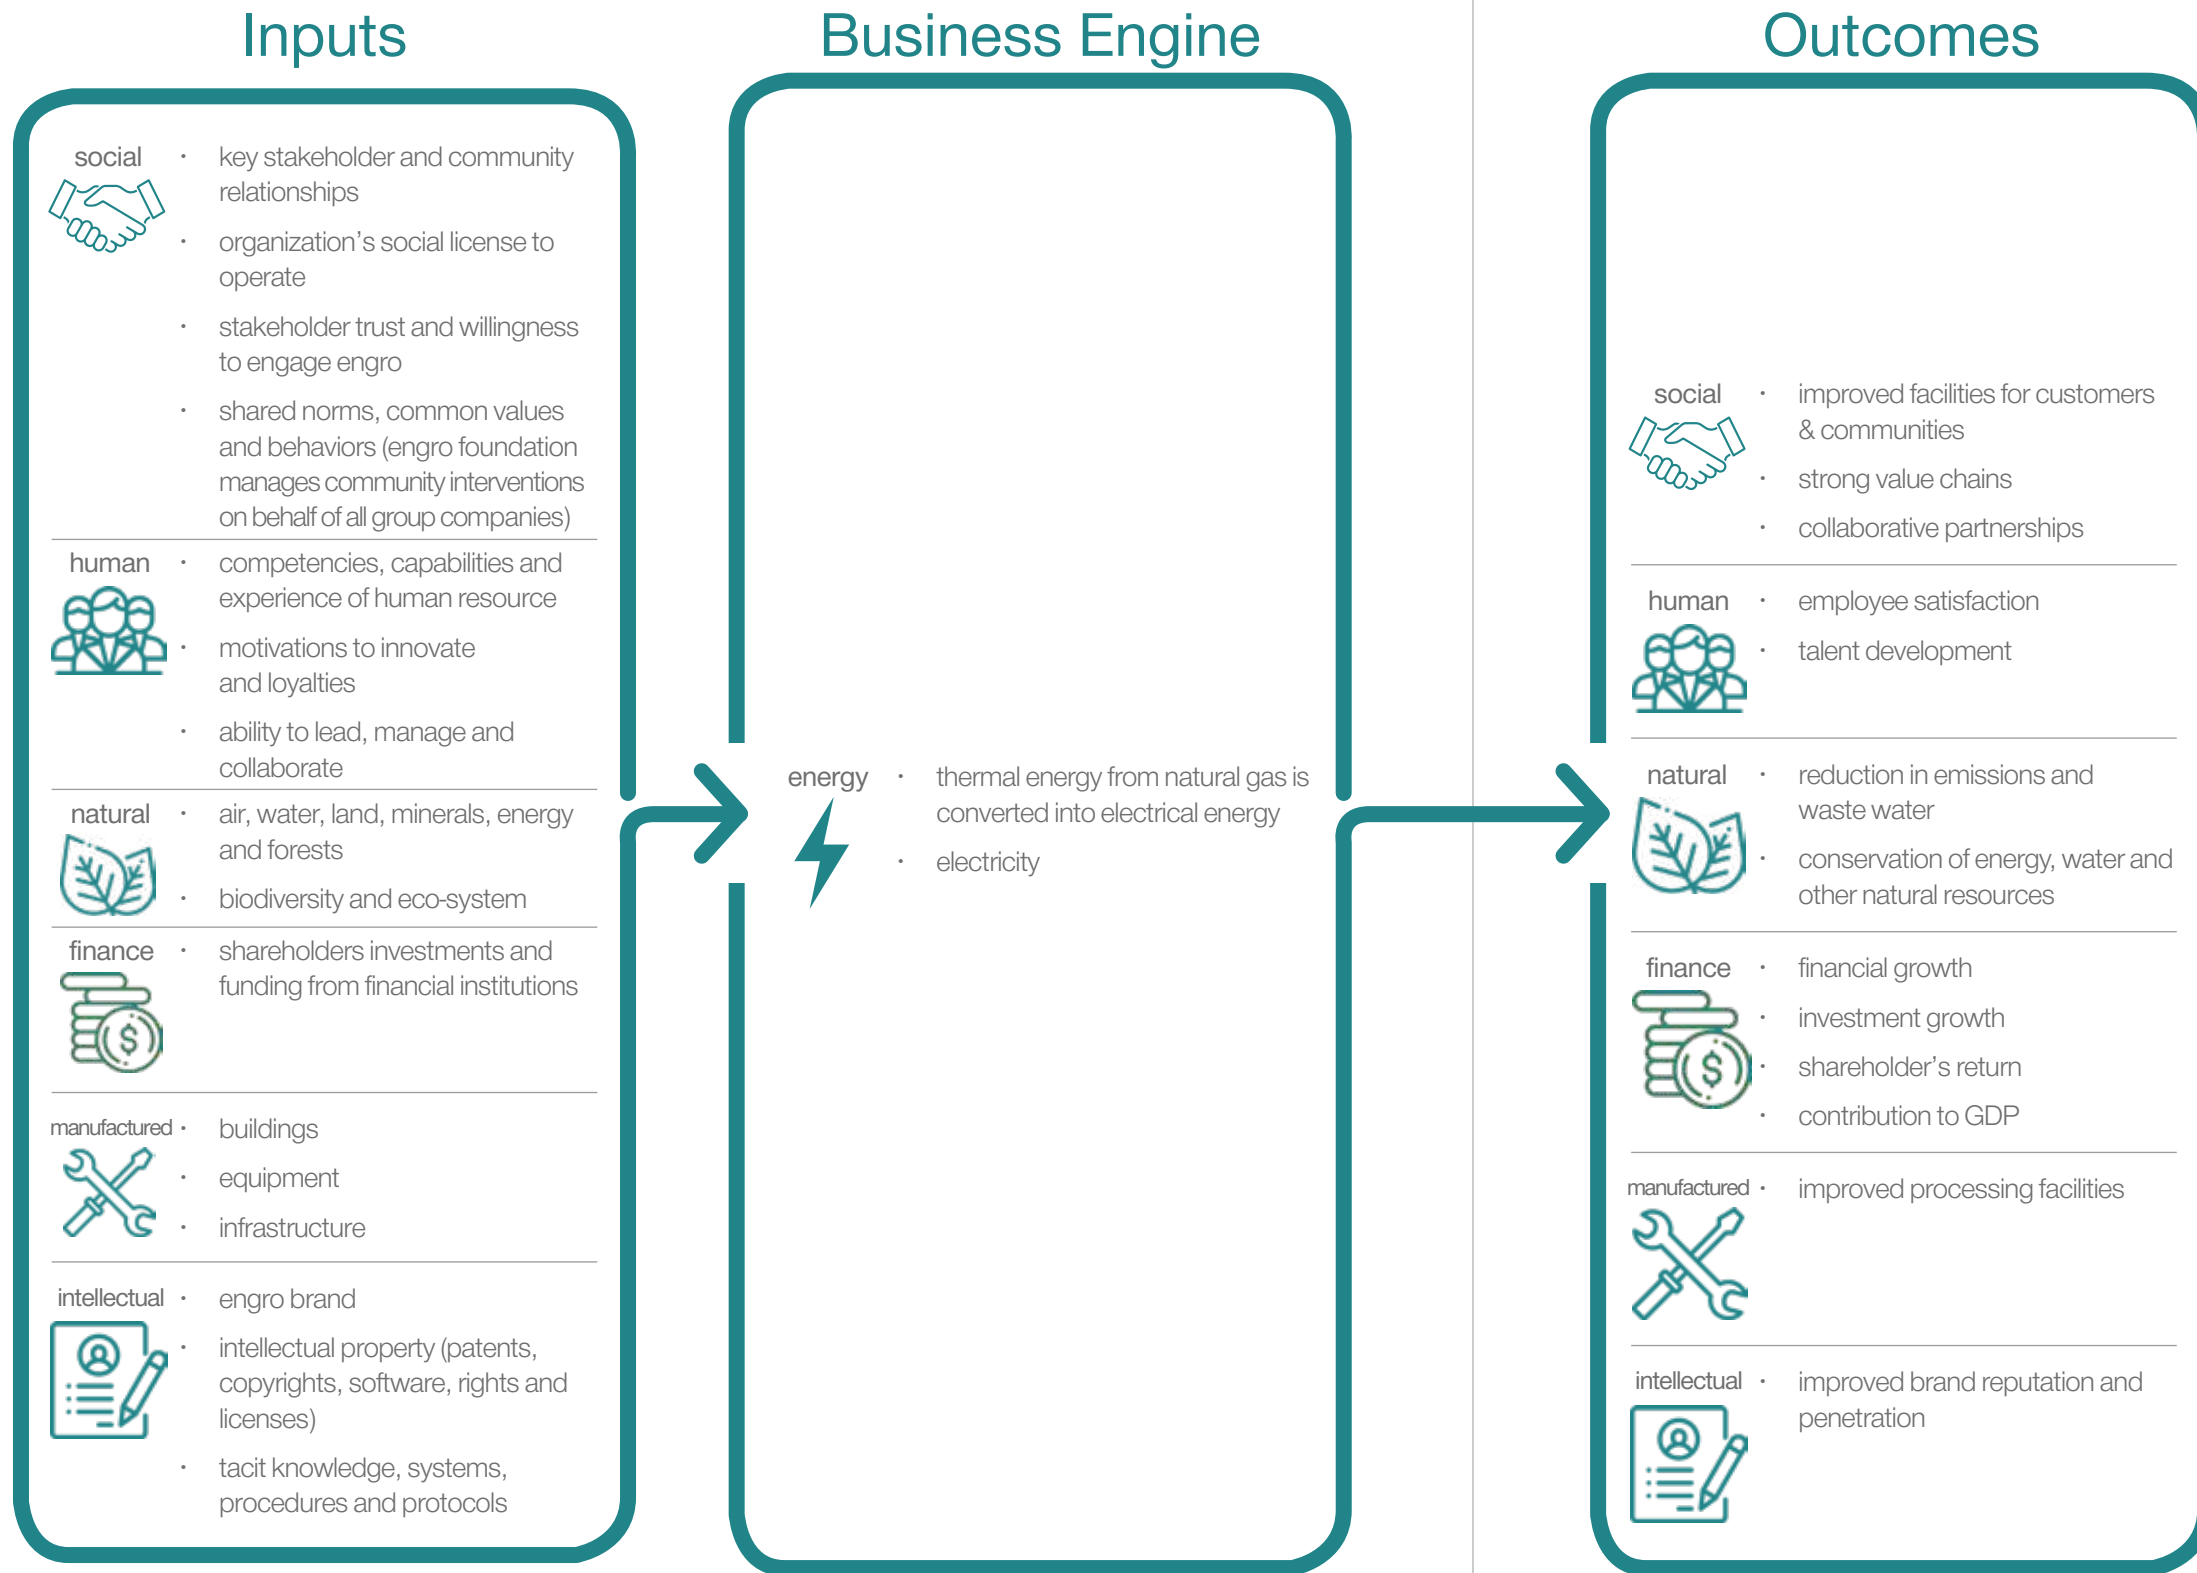 Inputs
social
· key stakeholder and community
relationships
· organization's social license to
operate
· stakeholder trust and willingness
to engage engro
· shared norms, common values
and behaviors (engro foundation
manages community interventions
on behalf of all group companies)
human
· competencies, capabilities and
experience of human resource
· motivations to innovate
and loyalties
· ability to lead, manage and
collaborate
natural
· air, water, land, minerals, energy
and forests
· biodiversity and eco-system
finance
· shareholders investments and
funding from financial institutions
$
manufactured
· buildings
· equipment
· infrastructure
intellectual
· engro brand
· intellectual property (patents,
copyrights, software, rights and
licenses)
· tacit knowledge, systems,
procedures and protocols
Business Engine
energy
· thermal energy from natural gas is
converted into electrical energy
· electricity
Outcomes
social
· improved facilities for customers
& communities
· strong value chains
· collaborative partnerships
human
· employee satisfaction
· talent development
natural
· reduction in emissions and
waste water
· conservation of energy, water and
other natural resources
finance
· financial growth
· investment growth
· shareholder's return
· contribution to GDP
$
manufactured
· improved processing facilities
intellectual
· improved brand reputation and
penetration